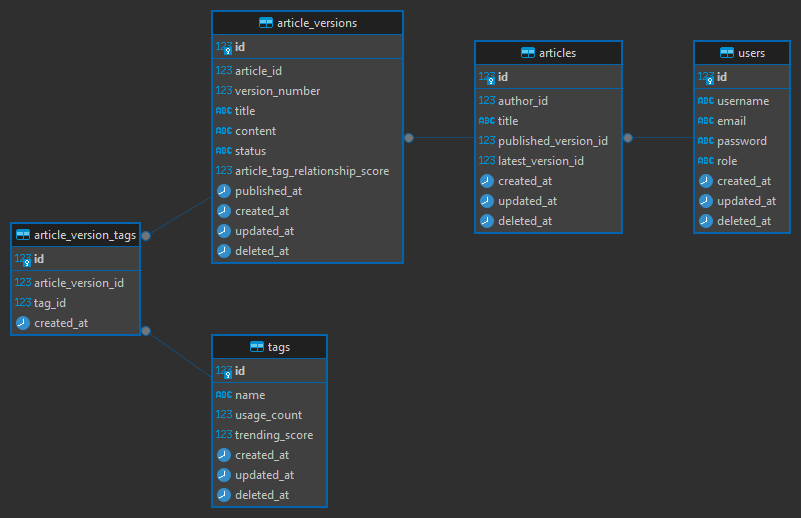 article_versions
123 id
123 article_id
123 version_number
ABC title
ABC content
ABC status
123 article_tag_relationship_score
published_at
created_at
updated_at
deleted_at
articles
123 id
123 author_id
ABC title
123 published_version_id
123 latest_version_id
created_at
updated_at
deleted_at
users
123 id
ABC username
ABC email
ABC password
ABC role
created_at
updated_at
deleted_at
article_version_tags
123 id
123 article_version_id
123 tag_id
created_at
tags
123 id
ABC name
123 usage_count
123 trending_score
created_at
updated_at
deleted_at